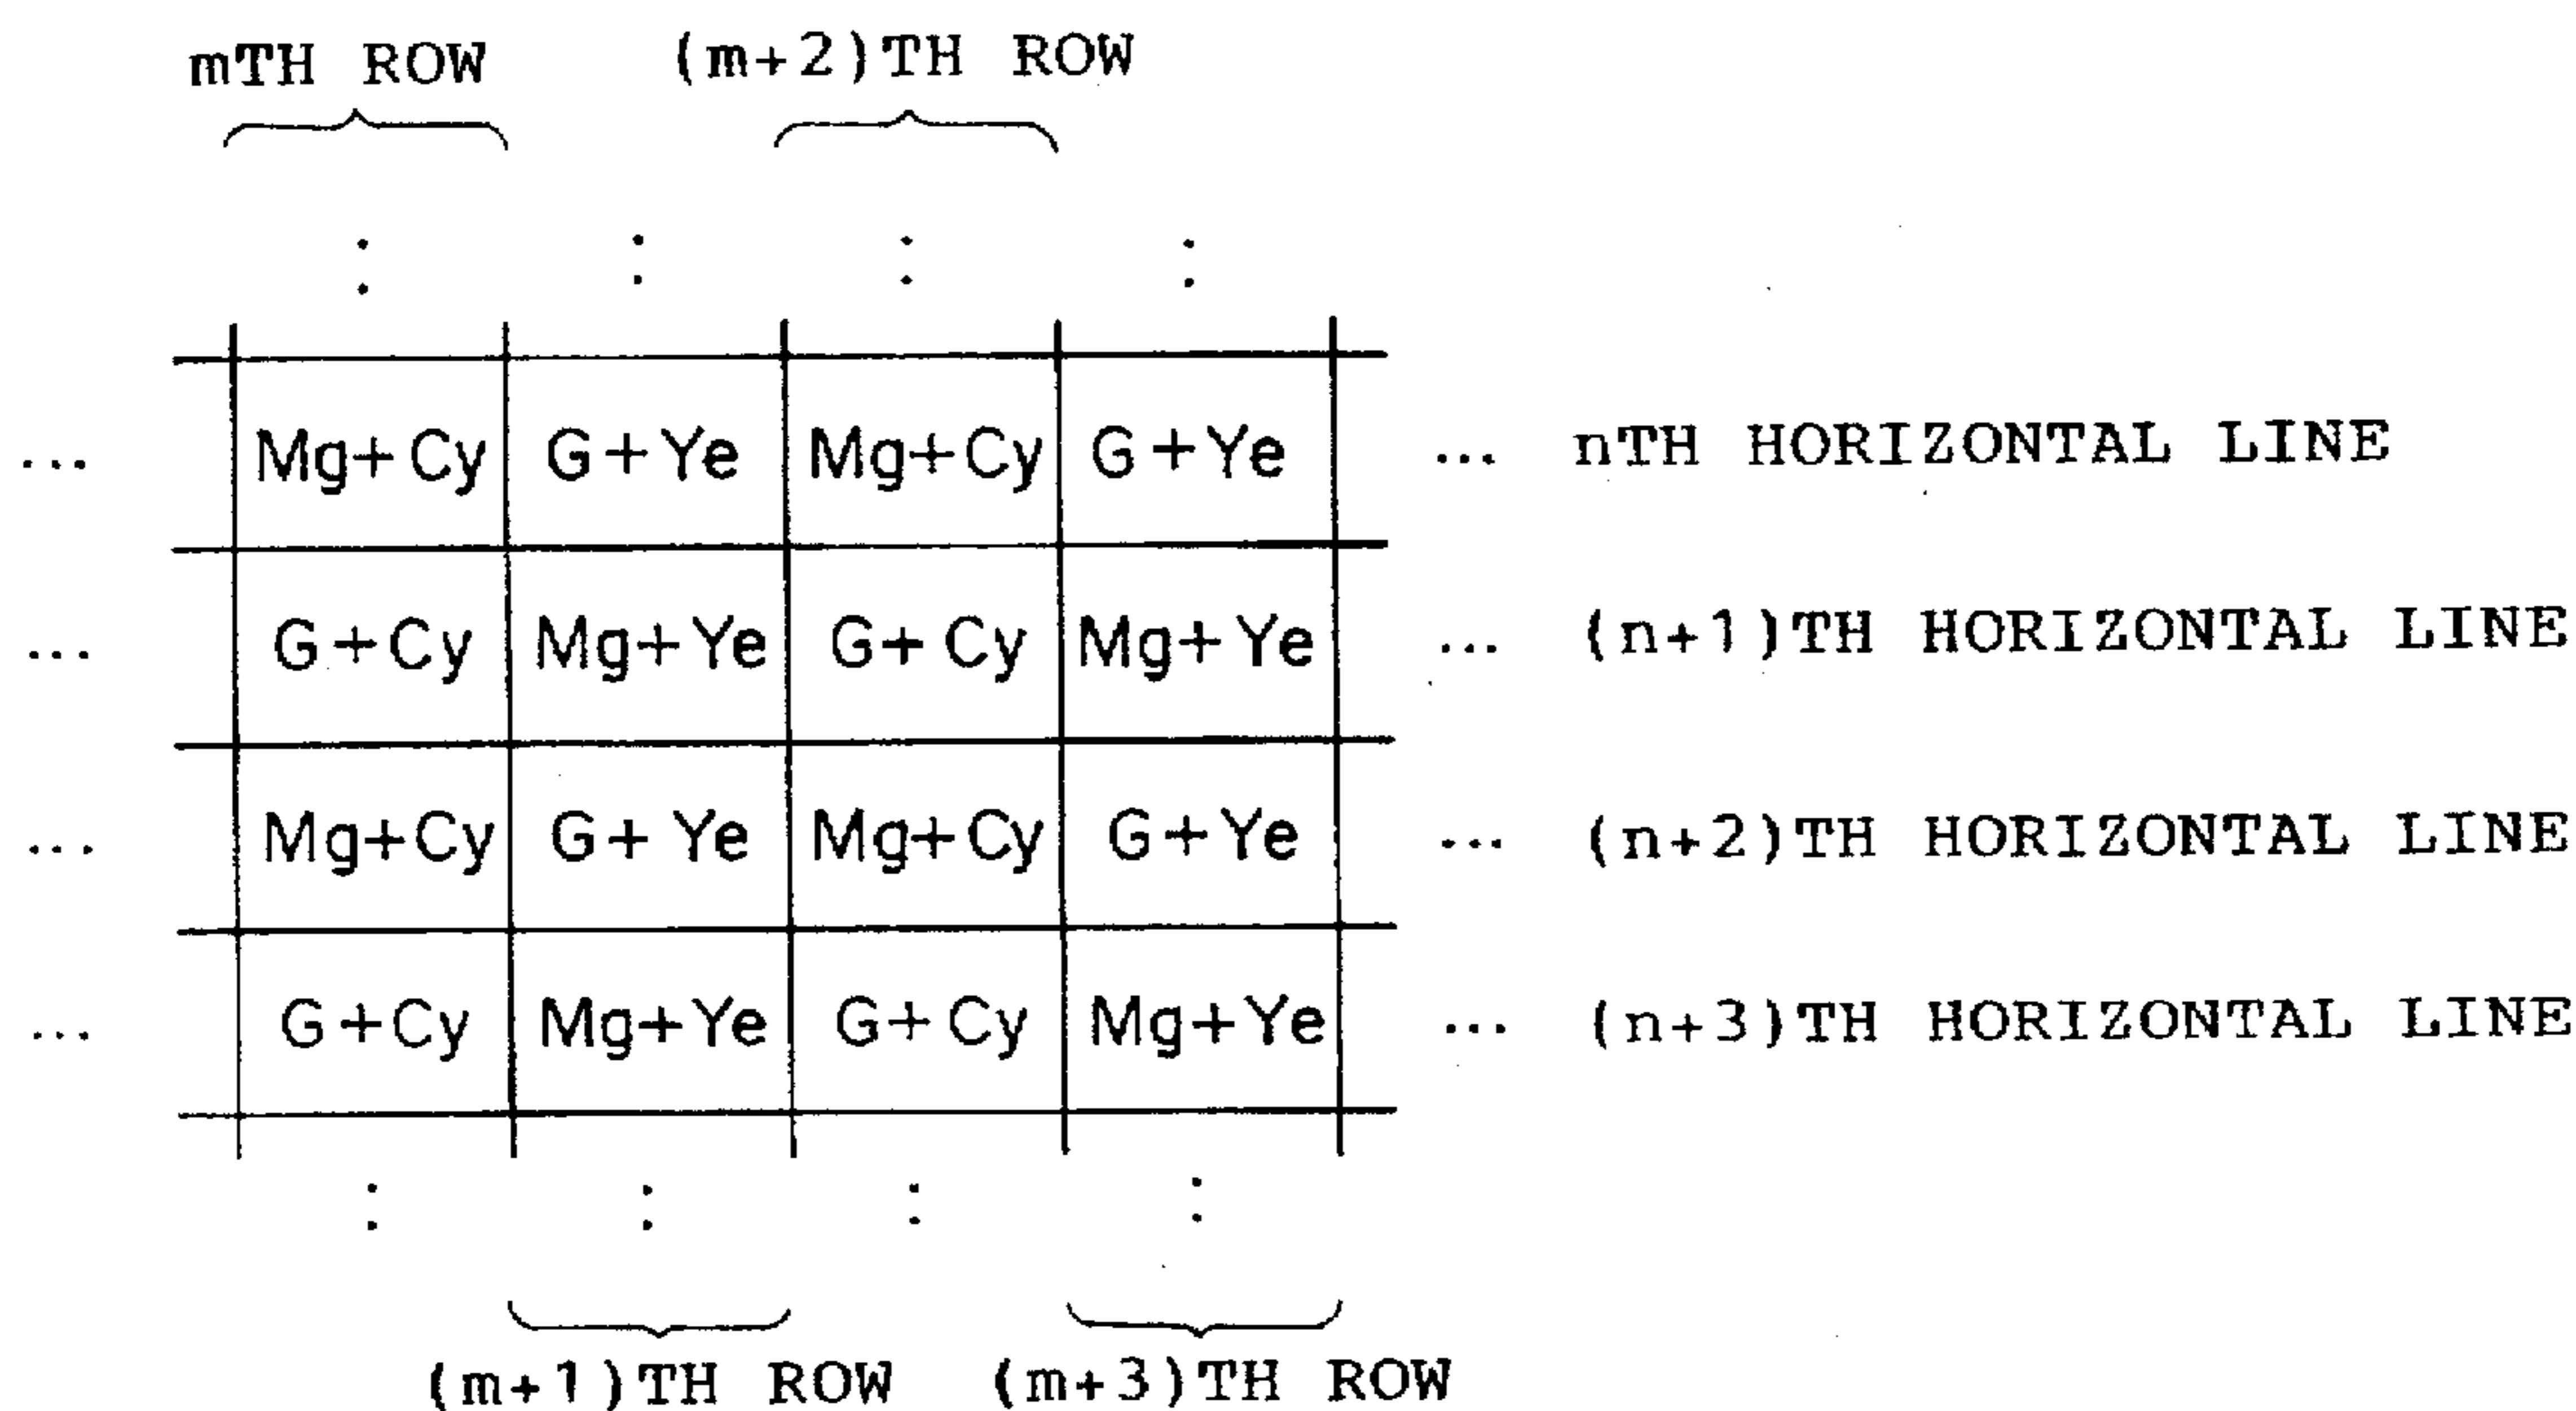 mTH ROW (m+2)TH ROW
... Mg+Cy G+Ye Mg+Cy G+Ye ... nTH HORIZONTAL LINE
... G+Cy Mg+Ye G+Cy Mg+Ye ... (n+1)TH HORIZONTAL LINE
... Mg+Cy G+Ye Mg+Cy G+Ye ... (n+2)TH HORIZONTAL LINE
... G+Cy Mg+Ye G+Cy Mg+Ye ... (n+3)TH HORIZONTAL LINE
(m+1)TH ROW (m+3)TH ROW